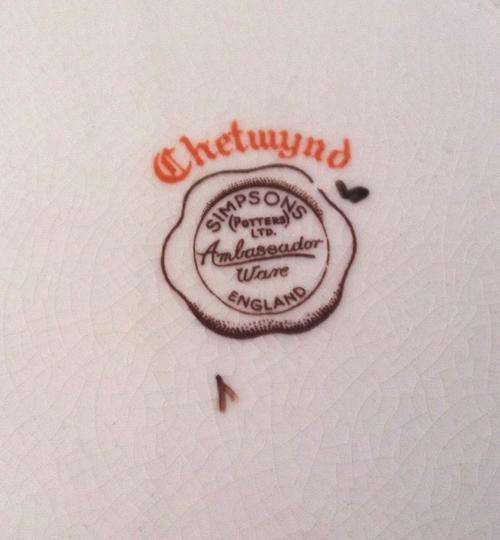 Chetwynd
SIMPSONS
(POTTERS)
LTD.
Ambassador
Ware
ENGLAND